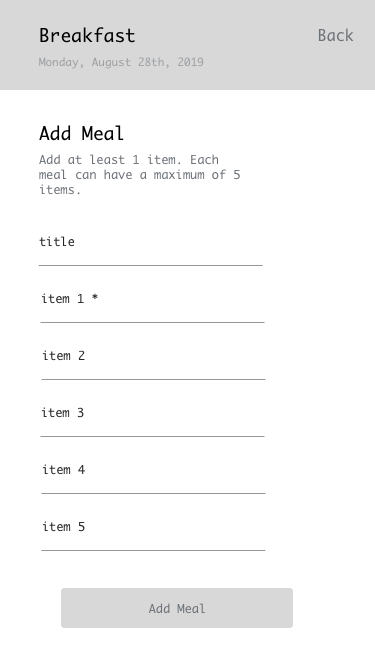 Breakfast
Back
Monday, August 28th, 2019
Add Meal
Add at least 1 item. Each
meal can have a maximum of 5
items.
title
item 1 *
item 2
item 3
item 4
item 5
Add Meal